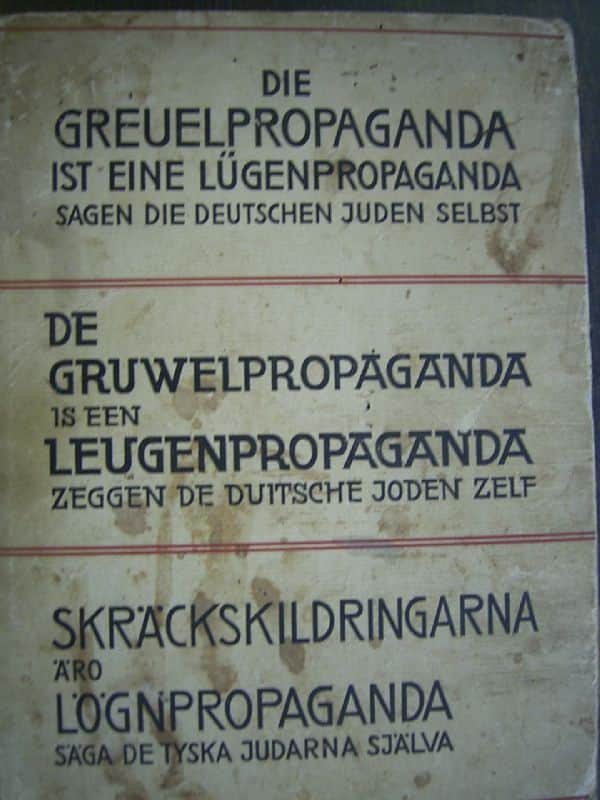 DIE
GREUELPROPAGANDA
IST EINE LÜGENPROPAGANDA
SAGEN DIE DEUTSCHEN JUDEN SELBST
DE
GRUWELPROPAGANDA
IS EEN
LEUGENPROPAGANDA
ZEGGEN DE DUITSCHE JODEN ZELF
SKRÄCKSKILDRINGARNA
ÄRO
LÖGNPROPAGANDA
SÄGA DE TYSKA JUDARNA SJÄLVA